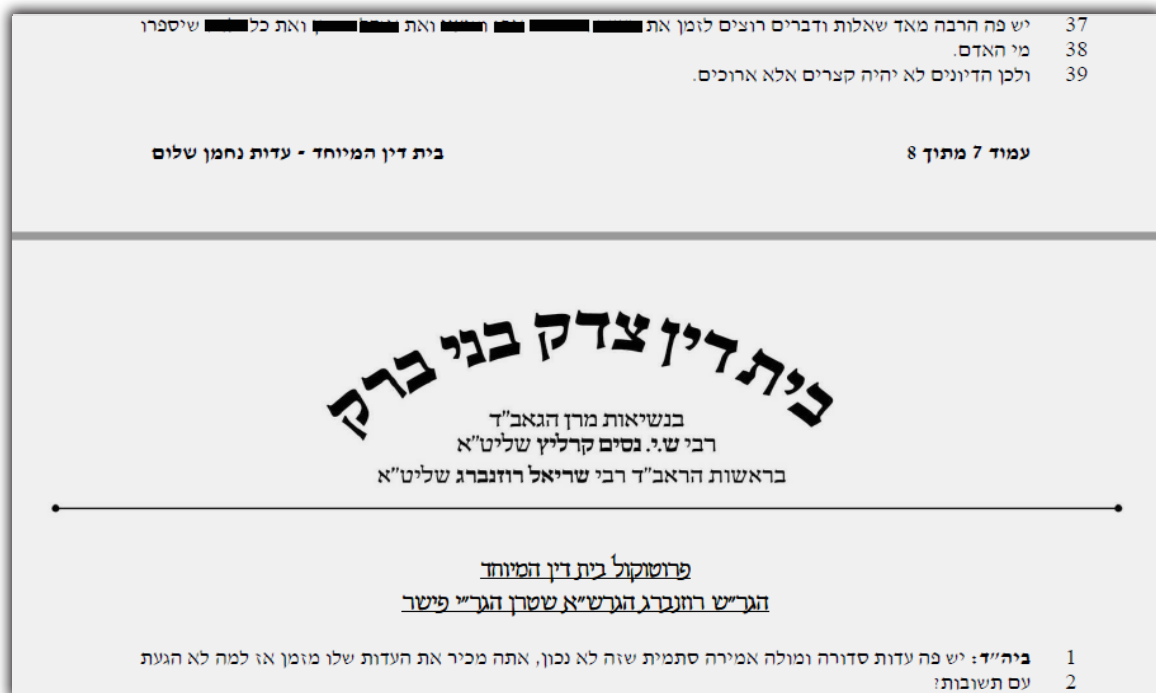 37 יש פה הרבה מאד שאלות ודברים רוצים לזמן את ואת ואת כל שיספרו
38 מי האדם.
39 ולכן הדיונים לא יהיה קצרים אלא ארוכים.
עמוד 7 מתוך 8 בית דין המיוחד - עדות נחמן שלום
בית דין צדק בני ברק
בנשיאות מרן הגאב"ד
רבי ש.י. נסים קרליץ שליט"א
בראשות הראב"ד רבי שריאל רוזנברג שליט"א
פרוטוקול בית דין המיוחד
הגר"ש רוזנברג הגרש"א שטרן הגר"י פישר
1 ביה"ד: יש פה עדות סדורה ומולה אמירה סתמית שזה לא נכון, אתה מכיר את העדות שלו מזמן אז למה לא הגעת
2 עם תשובות?